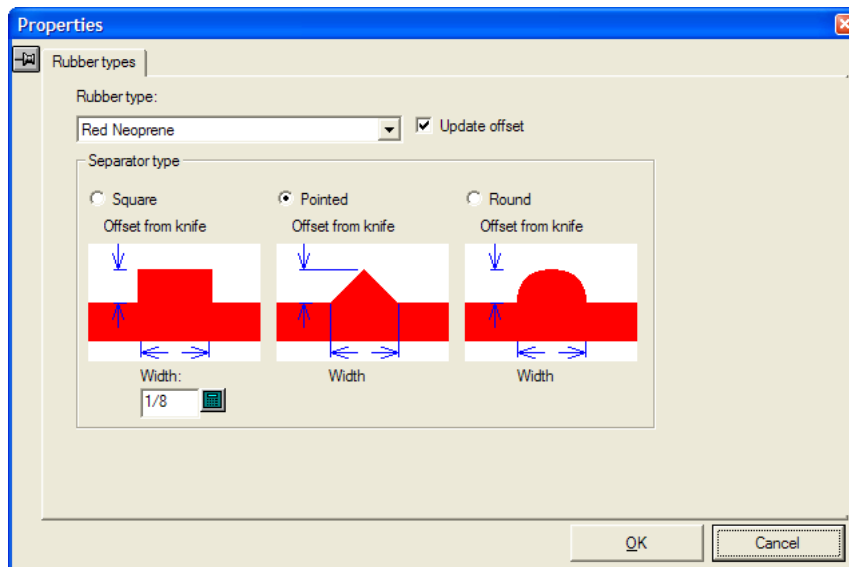 Properties
Rubber types
Rubber type:
Red Neoprene
Update offset
Separator type
Square
Pointed
Round
Offset from knife
Offset from knife
Offset from knife
Width:
Width
Width
1/8
OK
Cancel